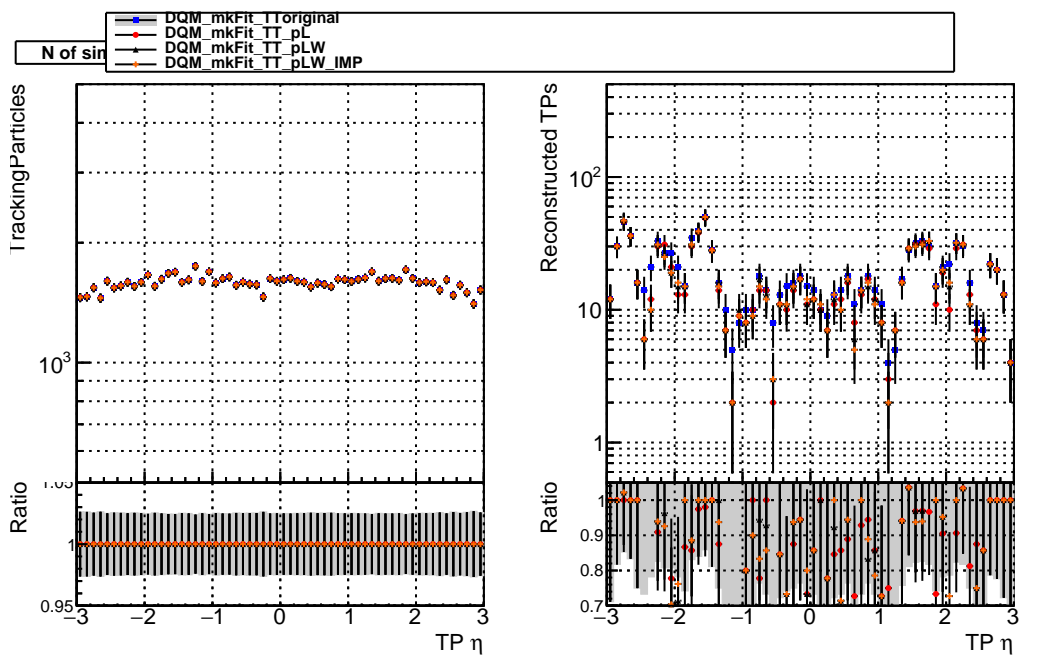 DQM_mkFit_TToriginal
DQM_mkFit_TT_pL
DQM_mkFit_TT_pLW
DQM_mkFit_TT_pLW_IMP
N of sim
TrackingParticles
10³
Ratio
1.05
1
0.95
−3 −2 −1 0 1 2 3
TP η
Reconstructed TPs
10²
10
1
Ratio
1
0.9
0.8
0.7
−3 −2 −1 0 1 2 3
TP η